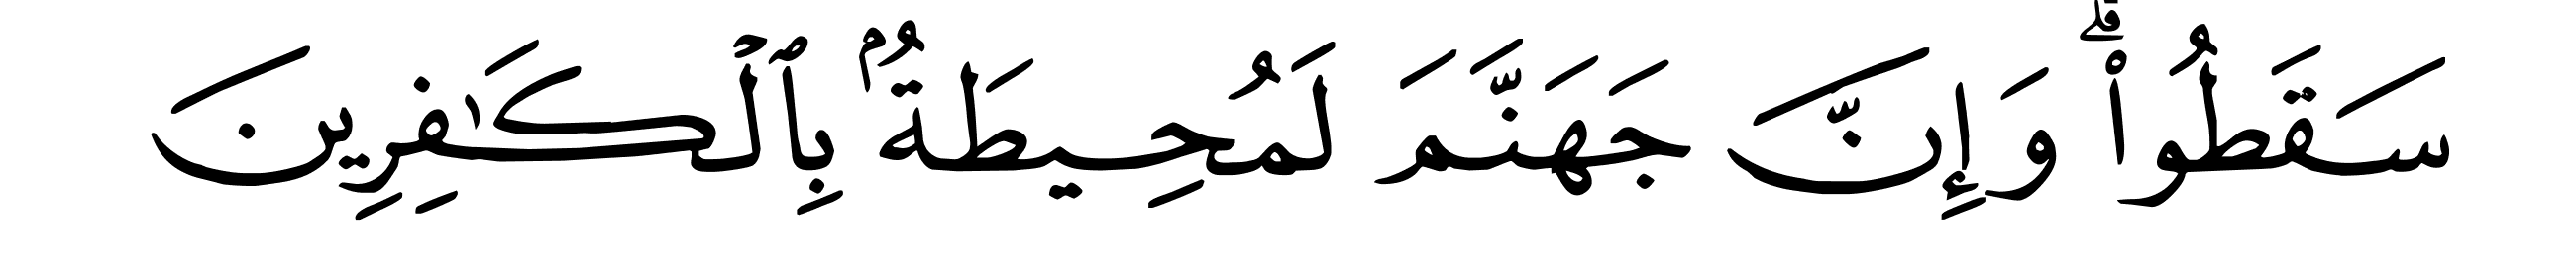 سَقَطُواْۗ وَإِنَّ جَهَنَّمَ لَمُحِيطَةُۢ بِٱلۡكَٰفِرِينَ